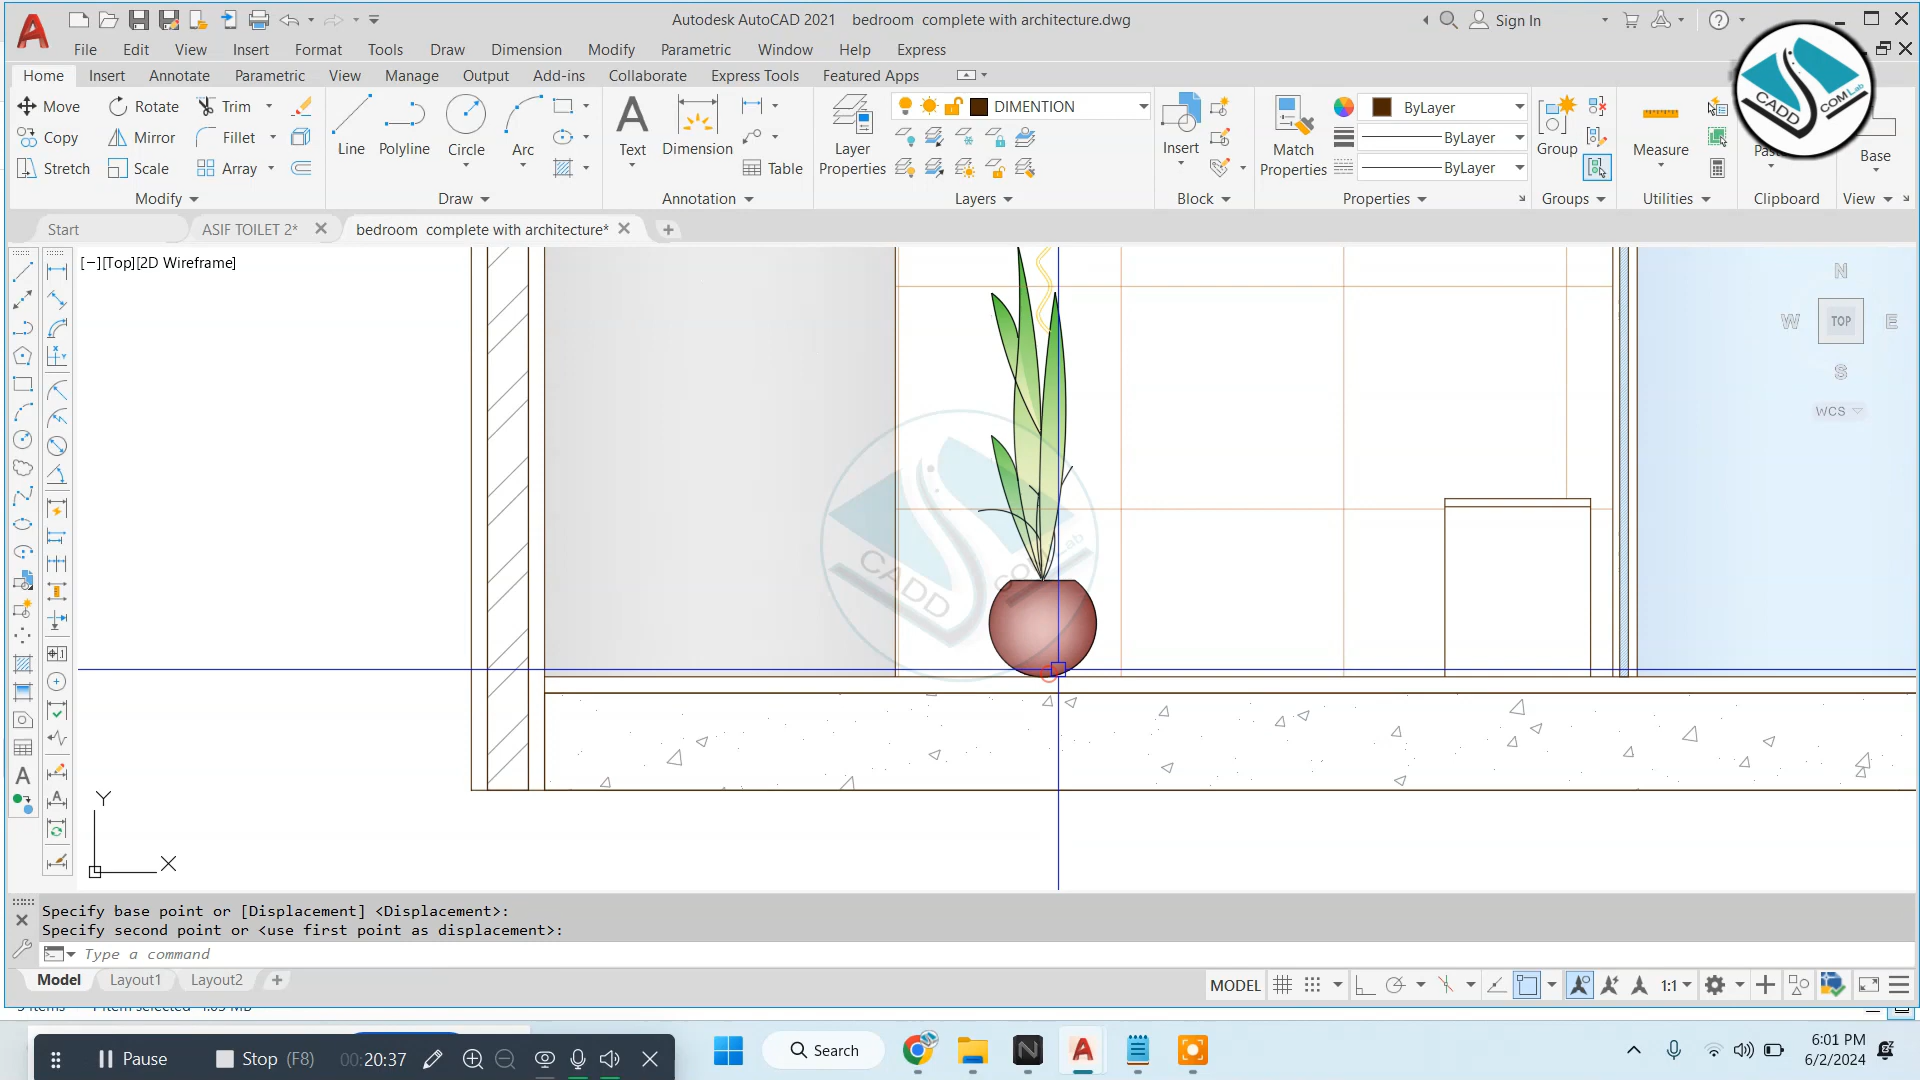 Autodesk AutoCAD 2021 bedroom complete with architecture.dwg
Sign In
File Edit View Insert Format Tools Draw Dimension Modify Parametric Window Help Express
Home Insert Annotate Parametric View Manage Output Add-ins Collaborate Express Tools Featured Apps
Move Rotate Trim
Copy Mirror Fillet
Stretch Scale Array
Line Polyline Circle Arc
Text Dimension Table
Layer Properties
DIMENTION
Insert
Match Properties
ByLayer
ByLayer
ByLayer
Group
Measure
Base
Modify Draw Annotation Layers Block Properties Groups Utilities Clipboard View
CADD
COM Lab
Start ASIF TOILET 2* bedroom complete with architecture*
[−][Top][2D Wireframe]
N
W TOP E
S
WCS
CADD
COM Lab
Y
X
Specify base point or [Displacement] <Displacement>:
Specify second point or <use first point as displacement>:
Type a command
Model Layout1 Layout2
MODEL 1:1
Pause Stop (F8) 00:20:37
Search
6:01 PM
6/2/2024